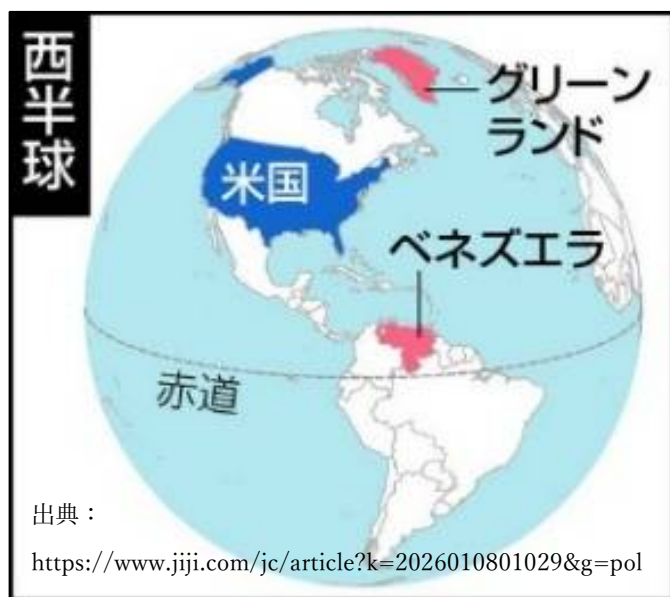 西半球
グリーン
ランド
米国
ベネズエラ
赤道
出典：
https://www.jiji.com/jc/article?k=2026010801029&g=pol